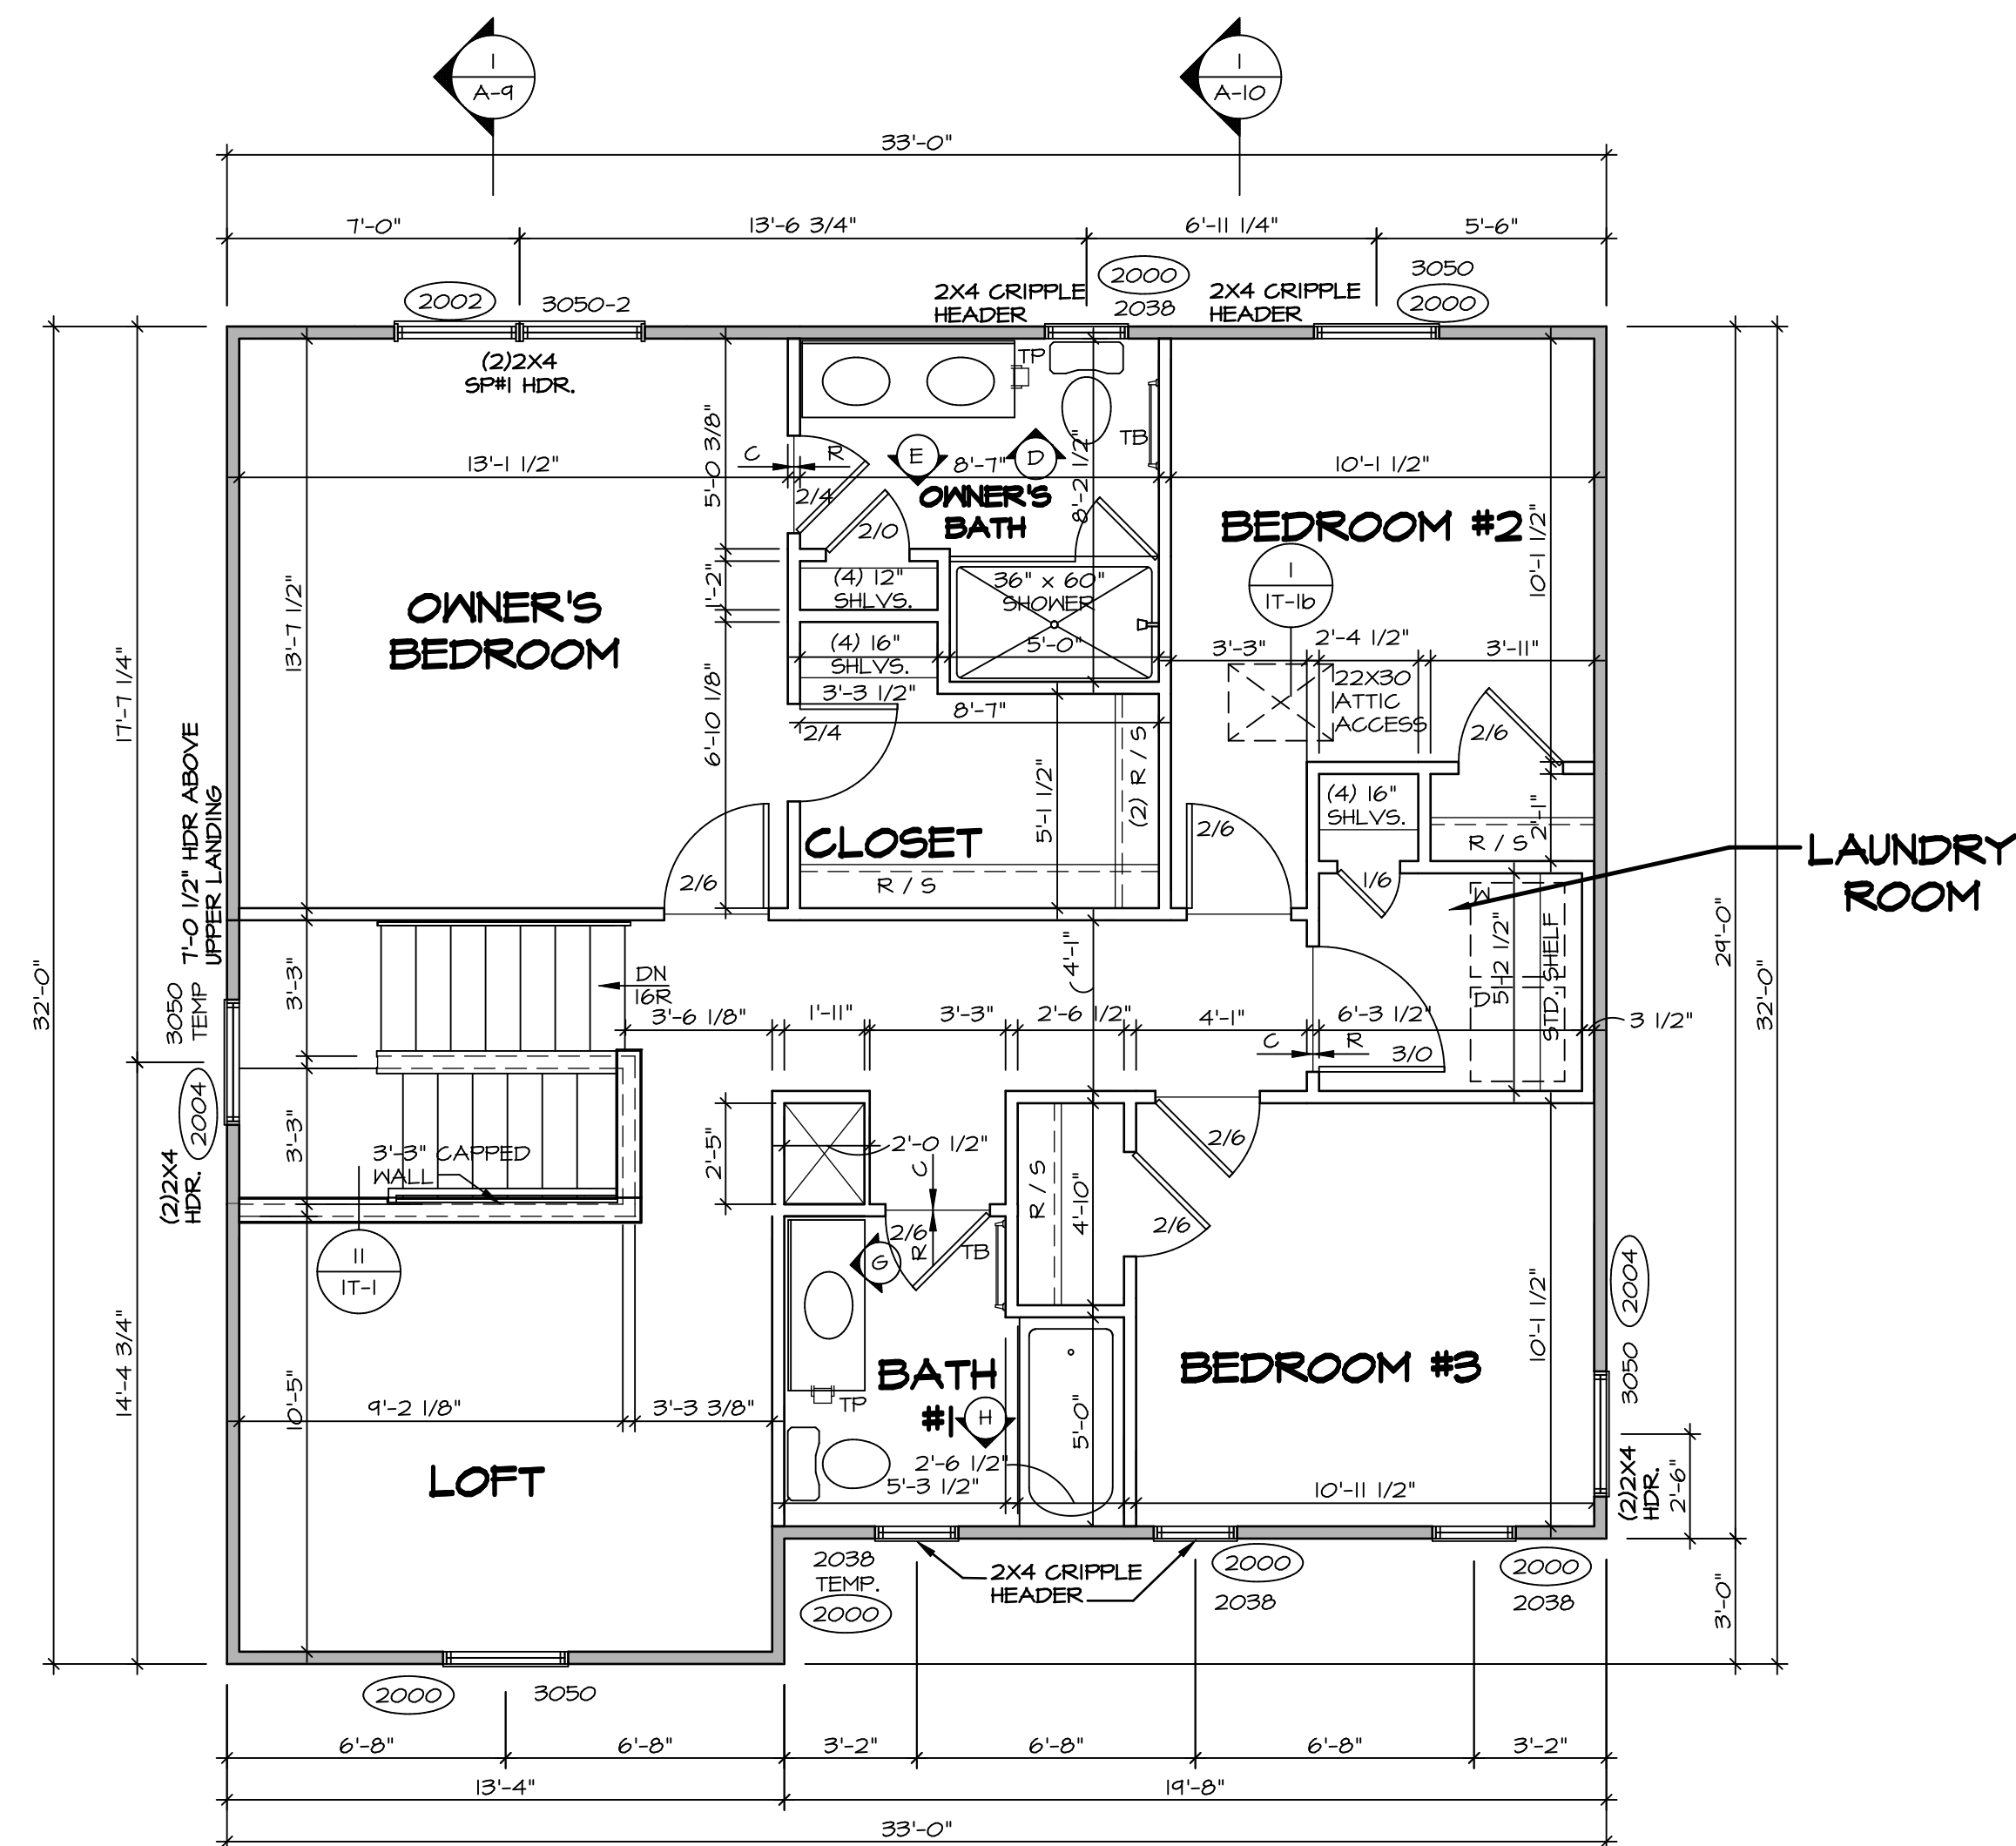 1
A-9
1
A-10
33'-0"
7'-0"
13'-6 3/4"
6'-11 1/4"
5'-6"
2002
3050-2
2X4 CRIPPLE
HEADER
2000
2038
2X4 CRIPPLE
HEADER
3050
2000
(2)2X4
SP#1 HDR.
TP
TB
C
R
E
D
13'-1 1/2"
5'-0 3/8"
8'-7"
8'-2 1/2"
10'-1 1/2"
2/4
OWNER'S
BATH
2/0
BEDROOM #2
10'-1 1/2"
1
IT-1b
OWNER'S
BEDROOM
13'-7 1/2"
1'-2"
(4) 12"
SHLVS.
36" x 60"
SHOWER
5'-0"
(4) 16"
SHLVS.
3'-3 1/2"
3'-3"
2'-4 1/2"
3'-11"
22X30
ATTIC
ACCESS
8'-7"
2/4
6'-10 1/8"
5'-1 1/2"
(2) R / S
2/6
17'-7 1/4"
7'-0 1/2" HDR ABOVE
UPPER LANDING
CLOSET
R / S
2/6
2/6
(4) 16"
SHLVS.
2'-1"
R / S
1/6
LAUNDRY
ROOM
W
D
5'-2 1/2"
STD. SHELF
29'-0"
32'-0"
32'-0"
3050
TEMP
2004
(2)2X4
HDR.
3'-3"
DN
16R
4'-1"
3'-6 1/8"
1'-11"
3'-3"
2'-6 1/2"
4'-1"
6'-3 1/2"
3 1/2"
C
R
3/0
3'-3"
3'-3" CAPPED
WALL
2'-5"
2'-0 1/2"
C
R
2/6
TB
R / S
4'-10"
2/6
2/6
11
IT-1
G
14'-4 3/4"
10'-5"
9'-2 1/8"
3'-3 3/8"
BATH
#1
H
TP
BEDROOM #3
10'-1 1/2"
2004
3050
(2)2X4
HDR.
2'-6"
LOFT
5'-0"
2'-6 1/2"
5'-3 1/2"
10'-11 1/2"
2038
TEMP.
2000
2X4 CRIPPLE
HEADER
2000
2038
2000
2038
3'-0"
2000
3050
6'-8"
6'-8"
3'-2"
6'-8"
6'-8"
3'-2"
13'-4"
19'-8"
33'-0"